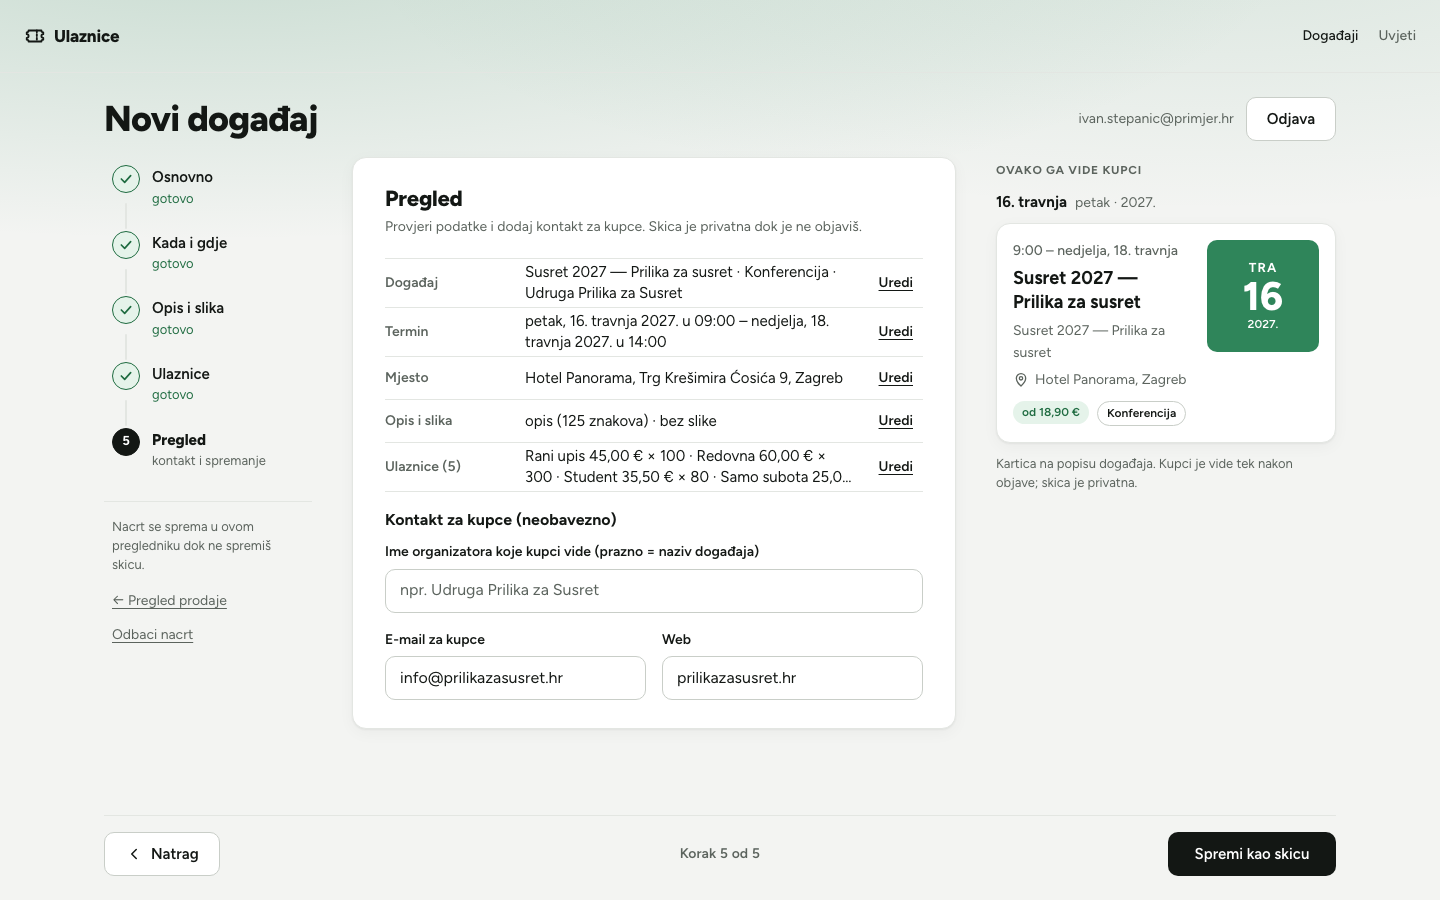 Ulaznice
Događaji
Uvjeti
Novi događaj
ivan.stepanic@primjer.hr
Odjava
Osnovno
gotovo
Kada i gdje
gotovo
Opis i slika
gotovo
Ulaznice
gotovo
5
Pregled
kontakt i spremanje
Nacrt se sprema u ovom
pregledniku dok ne spremiš
skicu.
← Pregled prodaje
Odbaci nacrt
Pregled
Provjeri podatke i dodaj kontakt za kupce. Skica je privatna dok je ne objaviš.
Događaj
Susret 2027 — Prilika za susret · Konferencija ·
Udruga Prilika za Susret
Uredi
Termin
petak, 16. travnja 2027. u 09:00 – nedjelja, 18.
travnja 2027. u 14:00
Uredi
Mjesto
Hotel Panorama, Trg Krešimira Ćosića 9, Zagreb
Uredi
Opis i slika
opis (125 znakova) · bez slike
Uredi
Ulaznice (5)
Rani upis 45,00 € × 100 · Redovna 60,00 € ×
300 · Student 35,50 € × 80 · Samo subota 25,0...
Uredi
Kontakt za kupce (neobavezno)
Ime organizatora koje kupci vide (prazno = naziv događaja)
npr. Udruga Prilika za Susret
E-mail za kupce
Web
info@prilikazasusret.hr
prilikazasusret.hr
OVAKO GA VIDE KUPCI
16. travnja petak · 2027.
9:00 – nedjelja, 18. travnja
Susret 2027 —
Prilika za susret
Susret 2027 — Prilika za
susret
Hotel Panorama, Zagreb
od 18,90 €
Konferencija
TRA
16
2027.
Kartica na popisu događaja. Kupci je vide tek nakon
objave; skica je privatna.
Natrag
Korak 5 od 5
Spremi kao skicu